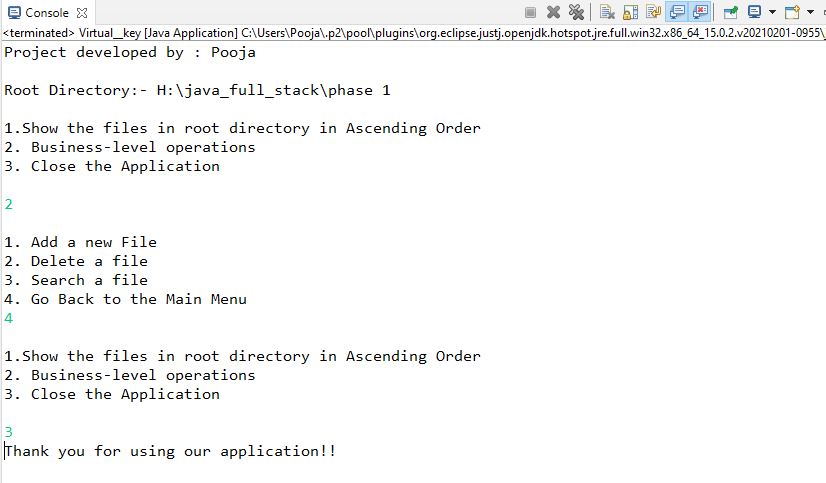 Console
<terminated> Virtual__key [Java Application] C:\Users\Pooja\.p2\pool\plugins\org.eclipse.justj.openjdk.hotspot.jre.full.win32.x86_64_15.0.2.v20210201-0955\
Project developed by : Pooja
Root Directory:- H:\java_full_stack\phase 1
1.Show the files in root directory in Ascending Order
2. Business-level operations
3. Close the Application
2
1. Add a new File
2. Delete a file
3. Search a file
4. Go Back to the Main Menu
4
1.Show the files in root directory in Ascending Order
2. Business-level operations
3. Close the Application
3
Thank you for using our application!!